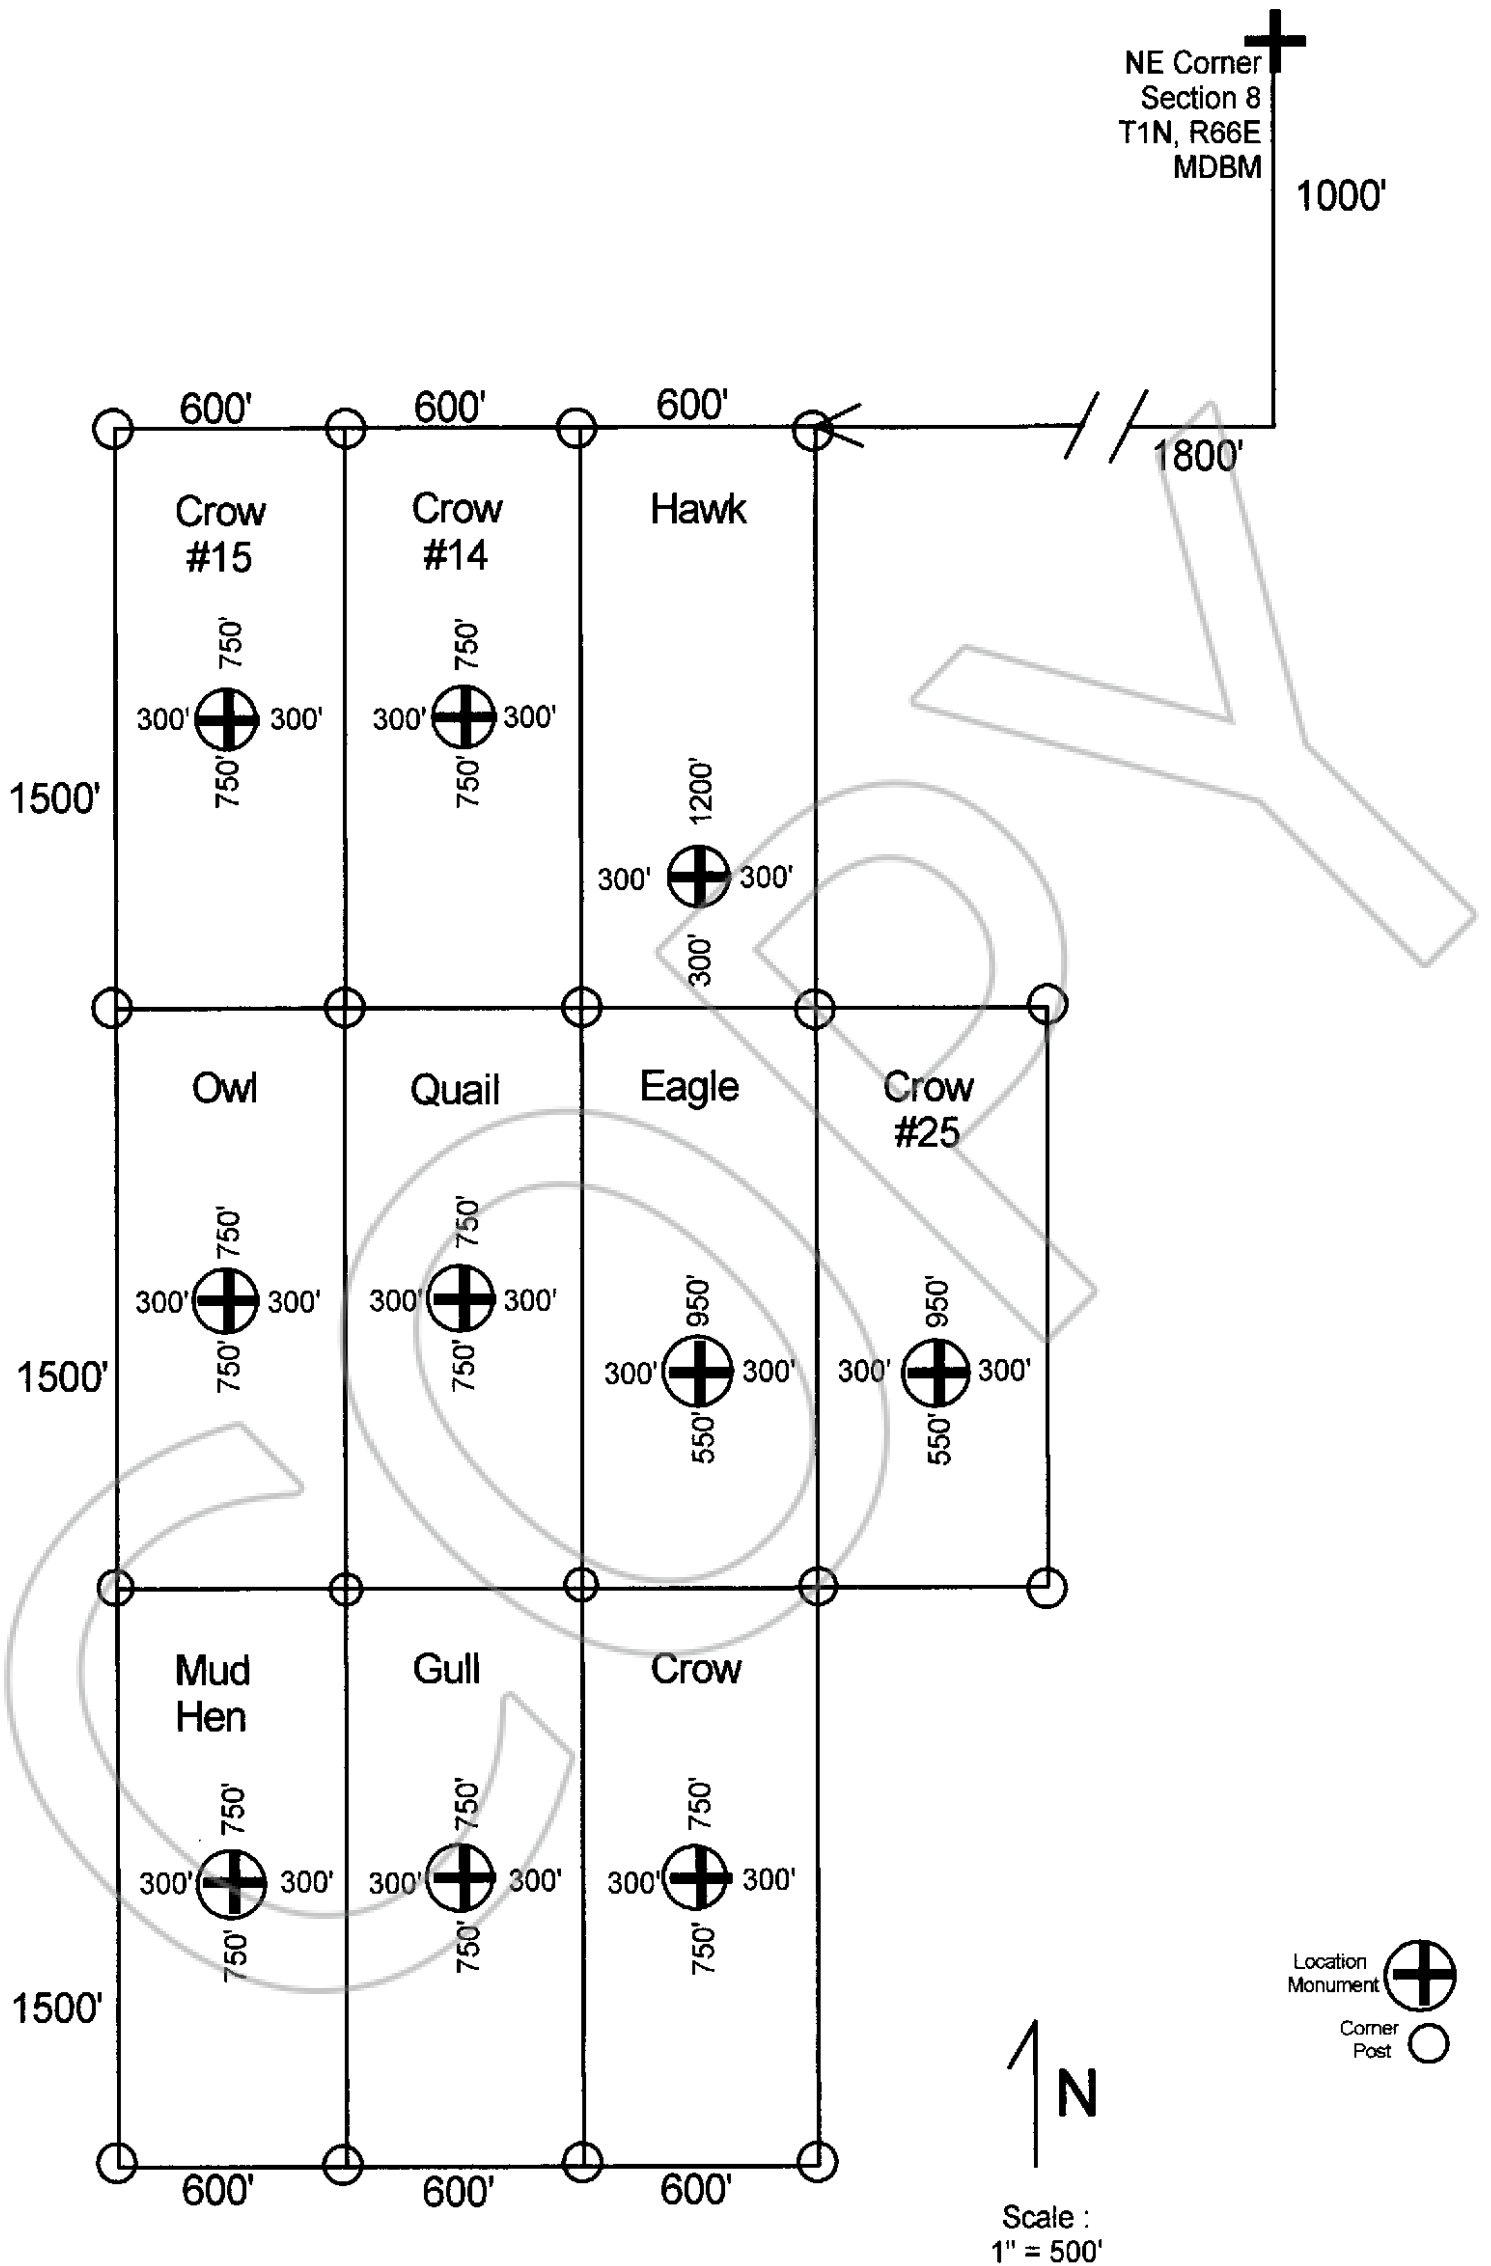 NE Corner
Section 8
T1N, R66E
MDBM
1000'
1800'
600' 600' 600'
Crow
#15
Crow
#14
Hawk
750'
300' 300'
750'
750'
300' 300'
750'
1200'
300' 300'
300'
1500'
Owl
Quail
Eagle
Crow
#25
750'
300' 300'
750'
750'
300' 300'
750'
950'
300' 300'
550'
950'
300' 300'
550'
1500'
Mud
Hen
Gull
Crow
750'
300' 300'
750'
750'
300' 300'
750'
750'
300' 300'
750'
1500'
600' 600' 600'
Location
Monument
Corner
Post
N
Scale :
1" = 500'
COPY